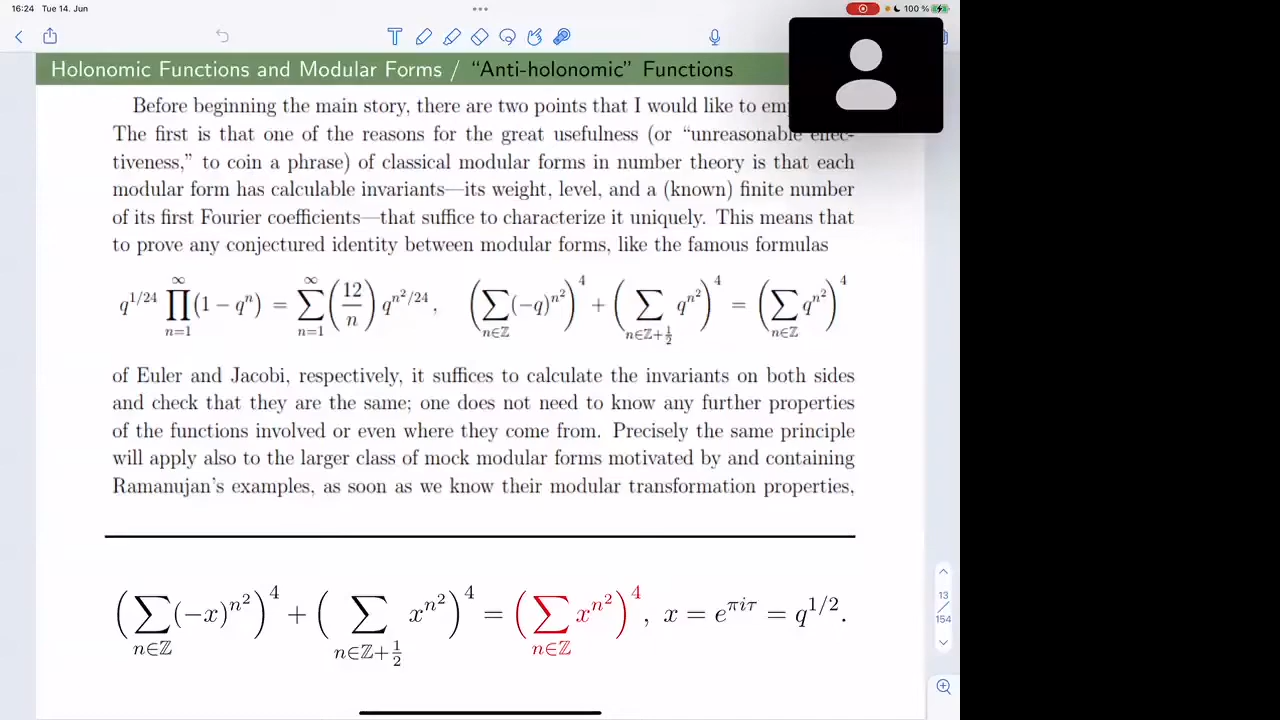 16:24 Tue 14. Jun
100 %
Holonomic Functions and Modular Forms / “Anti-holonomic” Functions
Before beginning the main story, there are two points that I would like to
The first is that one of the reasons for the great usefulness (or “unreasonable effec-
tiveness,” to coin a phrase) of classical modular forms in number theory is that each
modular form has calculable invariants—its weight, level, and a (known) finite number
of its first Fourier coefficients—that suffice to characterize it uniquely. This means that
to prove any conjectured identity between modular forms, like the famous formulas
q^{1/24} ∏_{n=1}^{∞} (1 − q^n) = ∑_{n=1}^{∞} (12/n) q^{n²/24} , (∑_{n∈ℤ} (−q)^{n²})^4 + (∑_{n∈ℤ+1/2} q^{n²})^4 = (∑_{n∈ℤ} q^{n²})^4
of Euler and Jacobi, respectively, it suffices to calculate the invariants on both sides
and check that they are the same; one does not need to know any further properties
of the functions involved or even where they come from. Precisely the same principle
will apply also to the larger class of mock modular forms motivated by and containing
Ramanujan’s examples, as soon as we know their modular transformation properties,
(∑_{n∈ℤ} (−x)^{n²})^4 + (∑_{n∈ℤ+1/2} x^{n²})^4 = (∑_{n∈ℤ} x^{n²})^4 , x = e^{πiτ} = q^{1/2}.
13
/
154